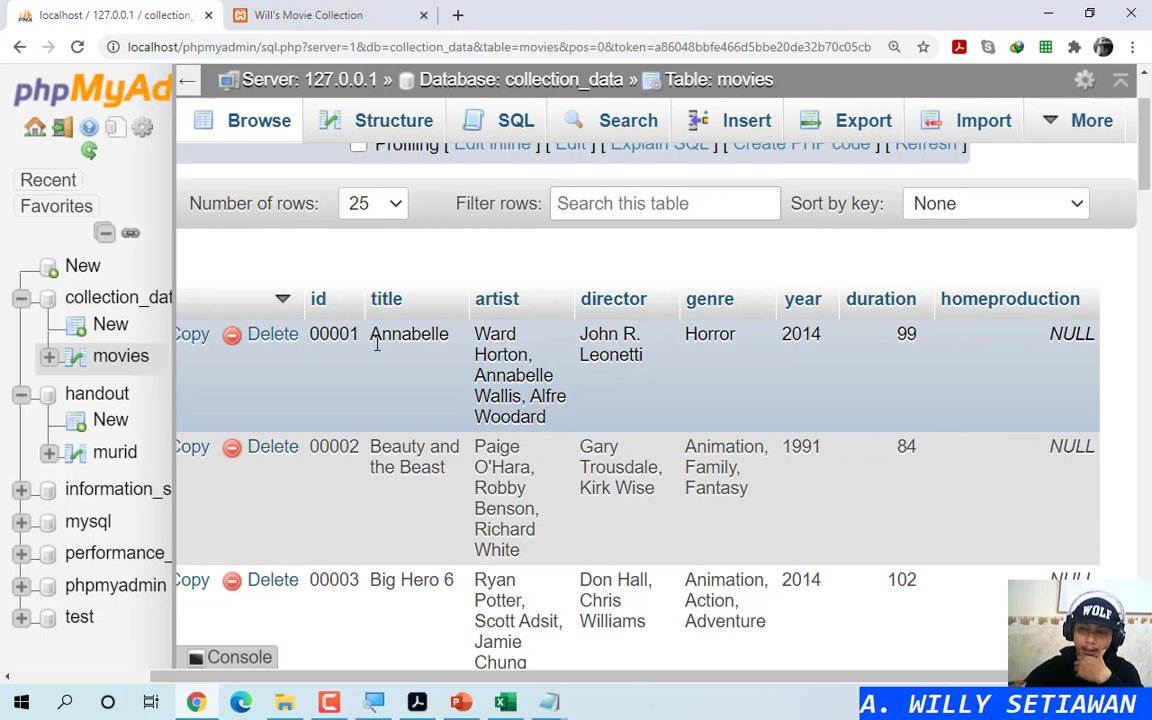 localhost / 127.0.0.1 / collection_
Will's Movie Collection
localhost/phpmyadmin/sql.php?server=1&db=collection_data&table=movies&pos=0&token=a86048bbfe466d5bbe20de32b70c05cb
phpMyAd
Server: 127.0.0.1 » Database: collection_data » Table: movies
Browse Structure SQL Search Insert Export Import More
Profiling [ Edit inline ] [ Edit ] [ Explain SQL ] [ Create PHP code ] [ Refresh ]
Recent
Favorites
New
collection_dat
New
movies
handout
New
murid
information_s
mysql
performance_
phpmyadmin
test
Number of rows: 25 Filter rows: Search this table Sort by key: None
id title artist director genre year duration homeproduction
Copy Delete 00001 Annabelle Ward John R. Horror 2014 99 NULL
Horton, Leonetti
Annabelle
Wallis, Alfre
Woodard
Copy Delete 00002 Beauty and Paige Gary Animation, 1991 84 NULL
the Beast O'Hara, Trousdale, Family,
Robby Kirk Wise Fantasy
Benson,
Richard
White
Copy Delete 00003 Big Hero 6 Ryan Don Hall, Animation, 2014 102 NULL
Potter, Chris Action,
Scott Adsit, Williams Adventure
Jamie
Chung
Console
WOLF
A. WILLY SETIAWAN